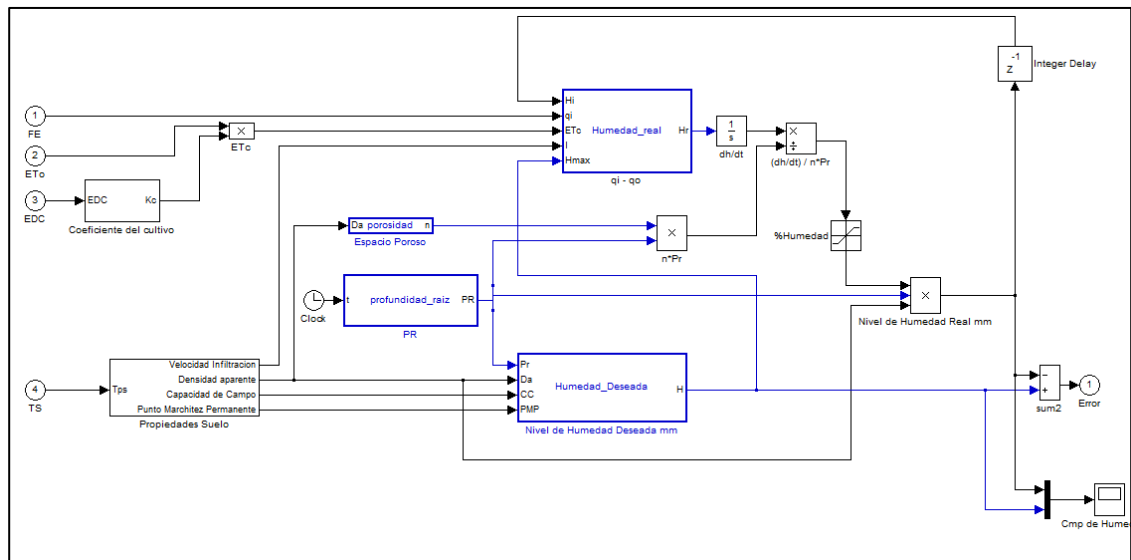 -1
Z
Integer Delay
1
FE
2
ETo
3
EDC
×
ETc
EDC Kc
Coeficiente del cultivo
Hi
qi
ETc
I
Hmax
Humedad_real
Hr
qi - qo
1
s
dh/dt
×
÷
(dh/dt) / n*Pr
%Humedad
Da porosidad n
Espacio Poroso
×
n*Pr
Clock
t profundidad_raiz PR
PR
×
Nivel de Humedad Real mm
4
TS
Tps
Velocidad Infiltracion
Densidad aparente
Capacidad de Campo
Punto Marchitez Permanente
Propiedades Suelo
Pr
Da
CC
PMP
Humedad_Deseada
H
Nivel de Humedad Deseada mm
−
+
sum2
1
Error
Cmp de Hume